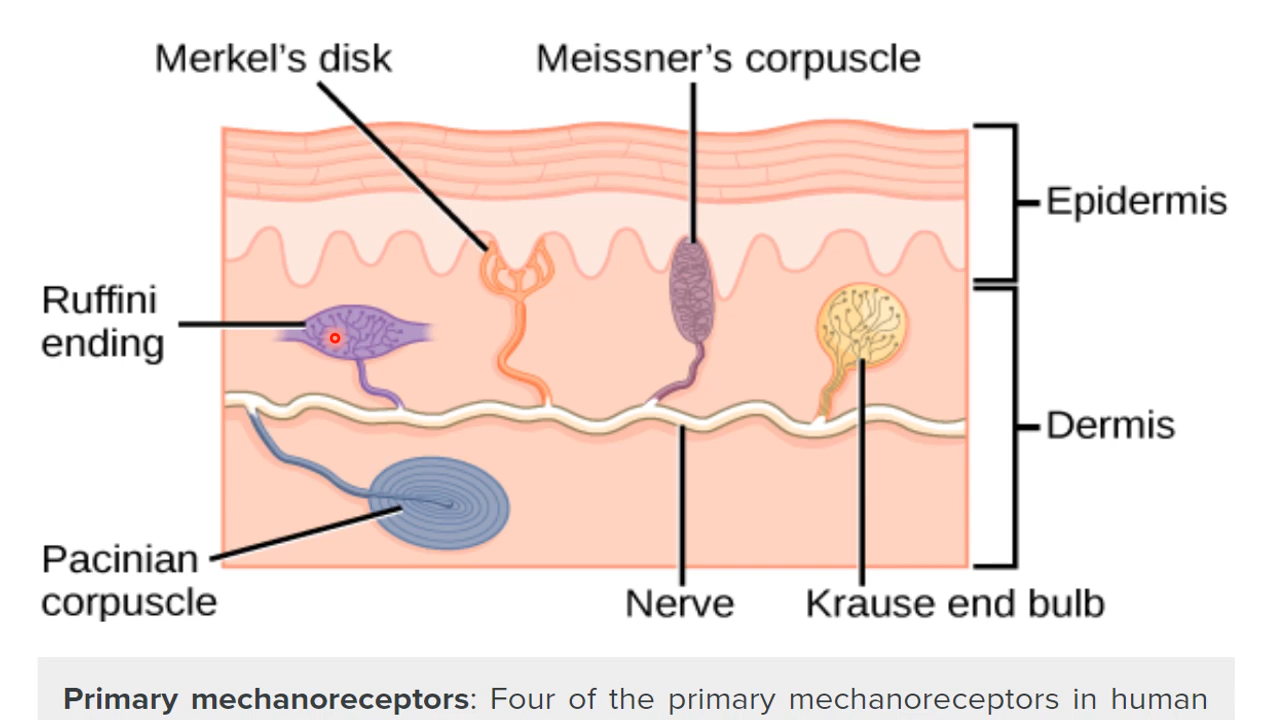 Merkel’s disk
Meissner’s corpuscle
Epidermis
Ruffini
ending
Dermis
Pacinian
corpuscle
Nerve
Krause end bulb
Primary mechanoreceptors: Four of the primary mechanoreceptors in human